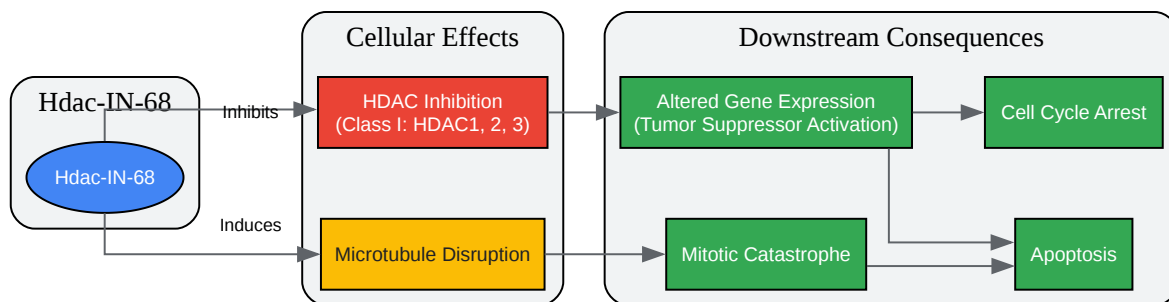 Hdac-IN-68
Hdac-IN-68
Inhibits
Induces
Cellular Effects
HDAC Inhibition
(Class I: HDAC1, 2, 3)
Microtubule Disruption
Downstream Consequences
Altered Gene Expression
(Tumor Suppressor Activation)
Cell Cycle Arrest
Mitotic Catastrophe
Apoptosis